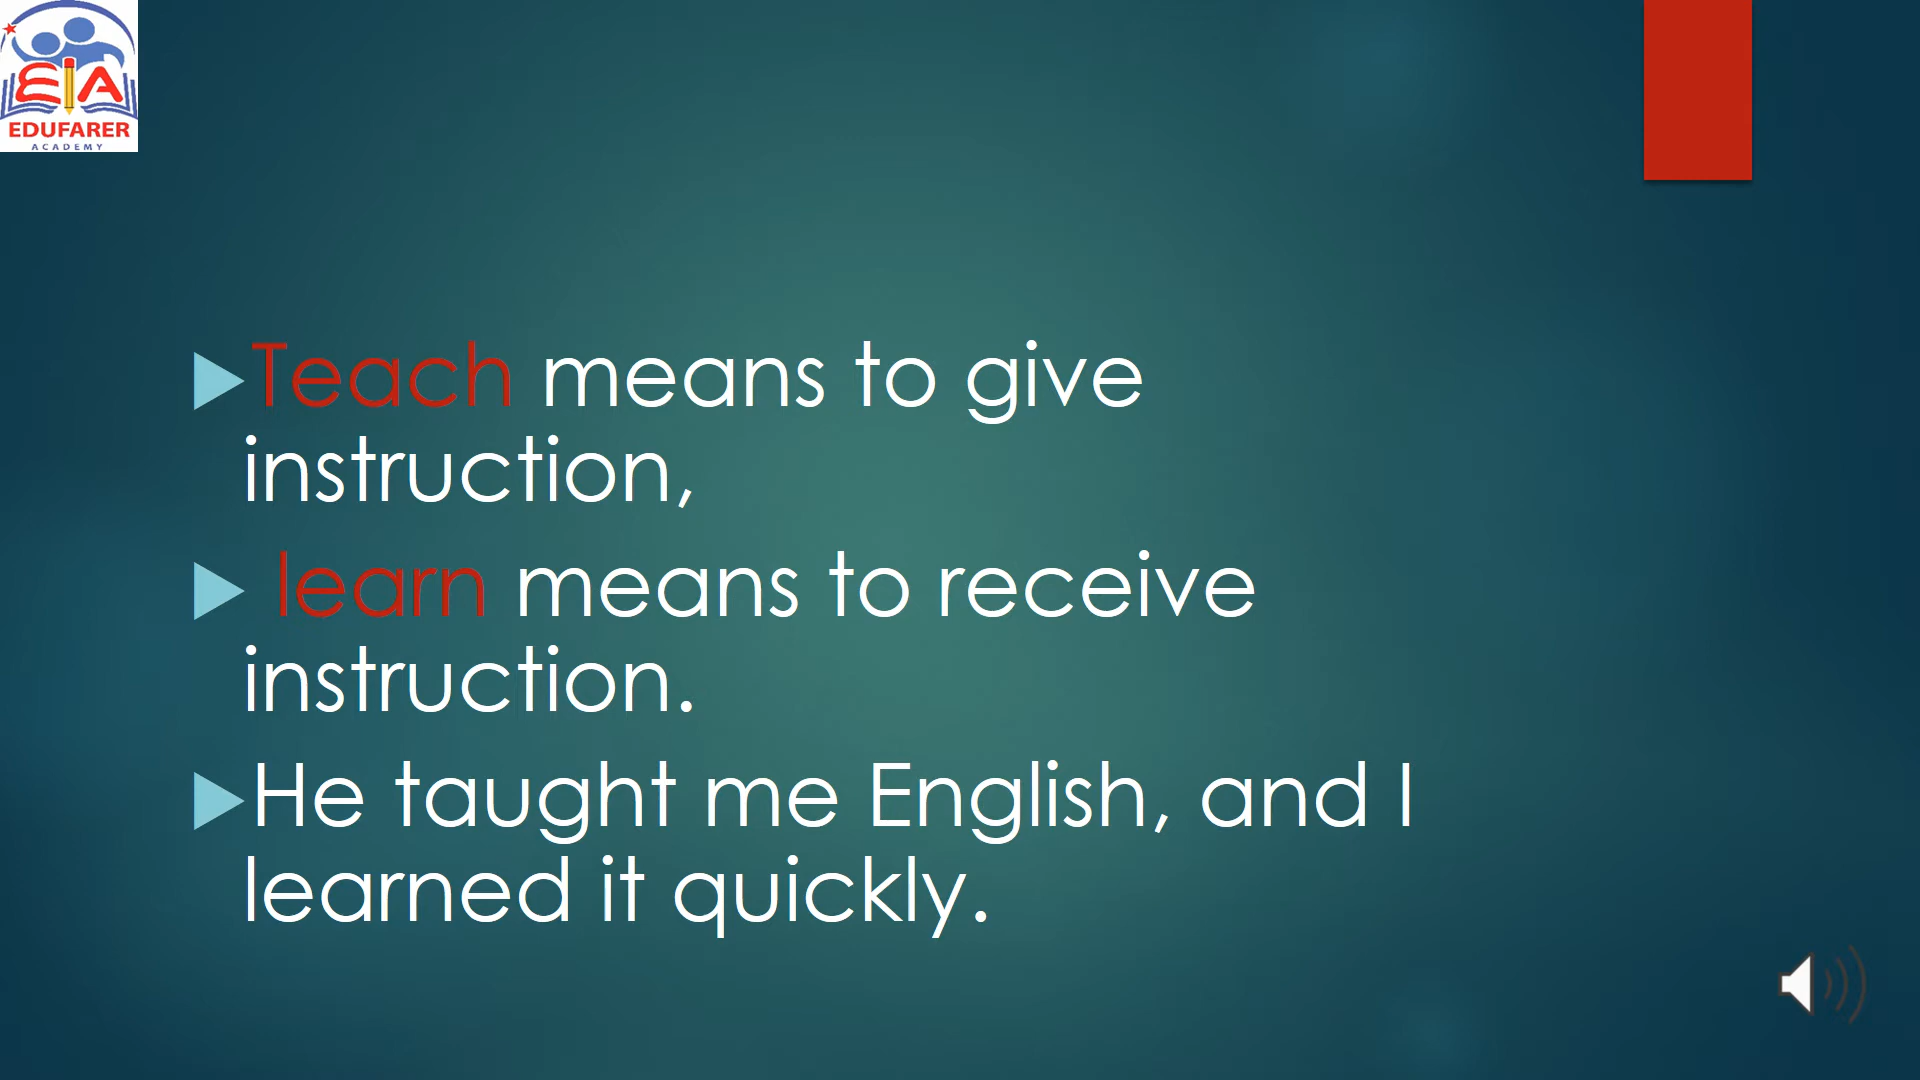 EIA
EDUFARER
ACADEMY
Teach means to give
instruction,
learn means to receive
instruction.
He taught me English, and I
learned it quickly.